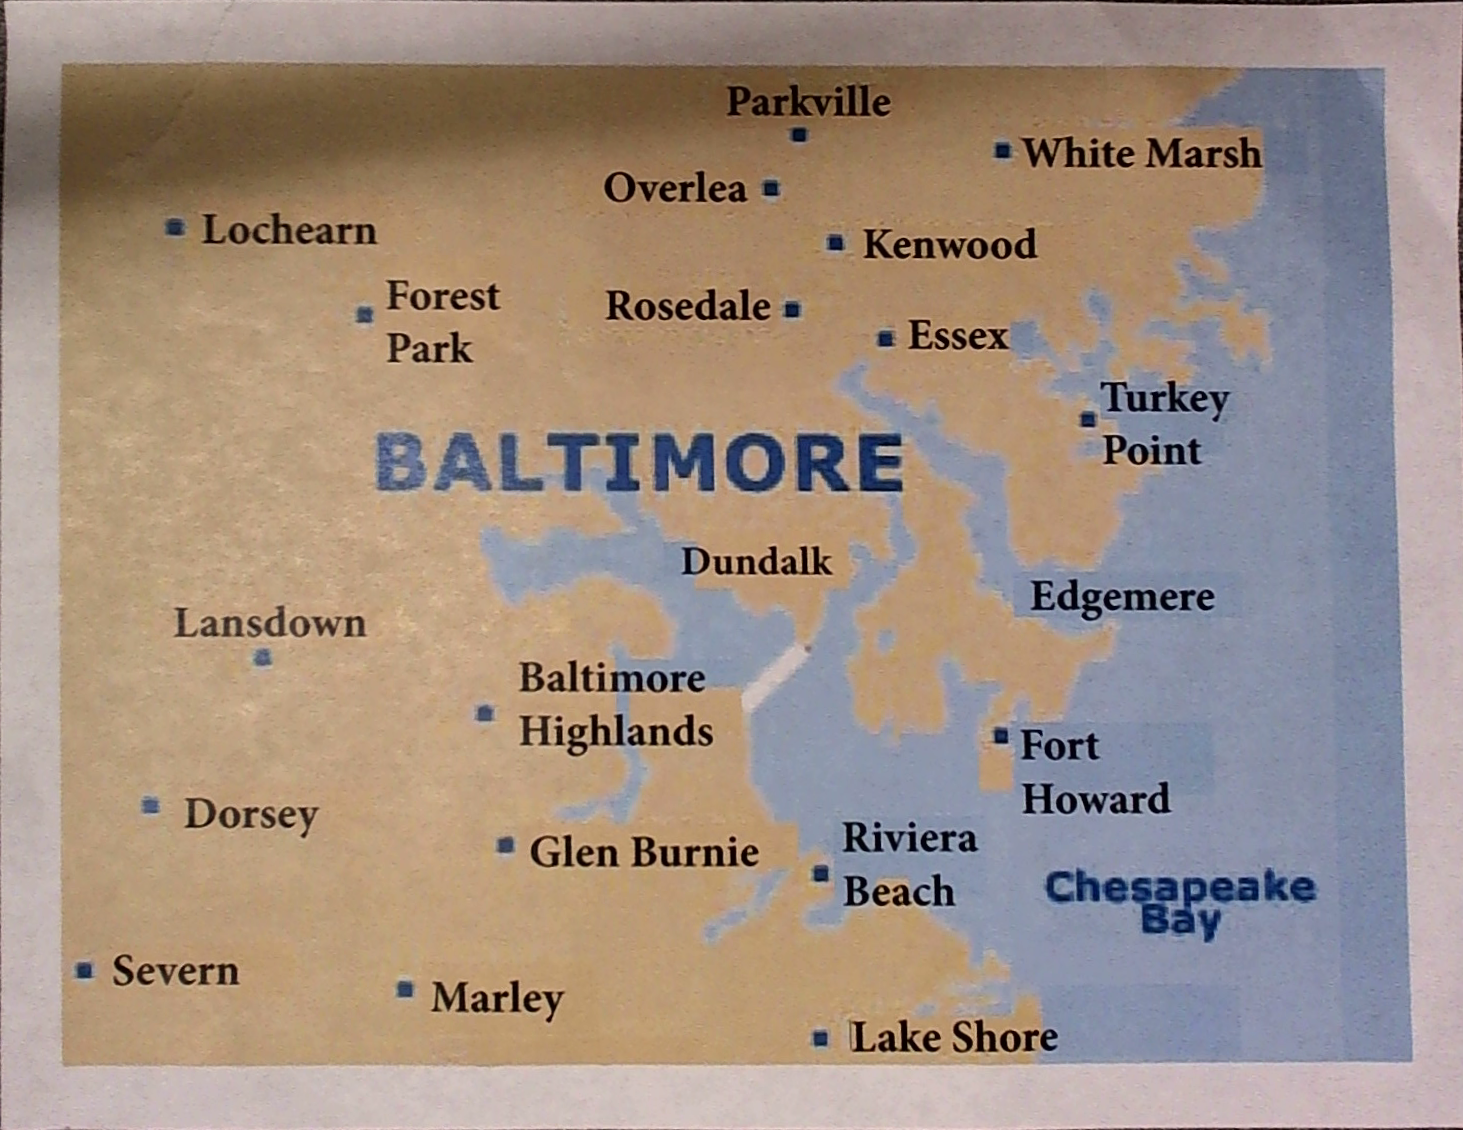 Parkville
White Marsh
Overlea
Lochearn
Kenwood
Forest
Park
Rosedale
Essex
Turkey
Point
BALTIMORE
Dundalk
Edgemere
Lansdown
Baltimore
Highlands
Fort
Howard
Dorsey
Glen Burnie
Riviera
Beach
Chesapeake
Bay
Severn
Marley
Lake Shore